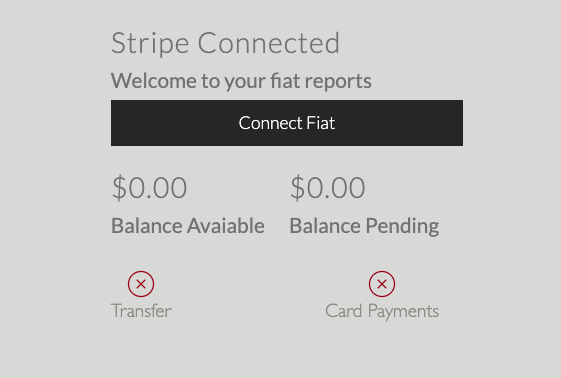 Stripe Connected
Welcome to your fiat reports
Connect Fiat
$0.00 $0.00
Balance Avaiable Balance Pending
Transfer Card Payments